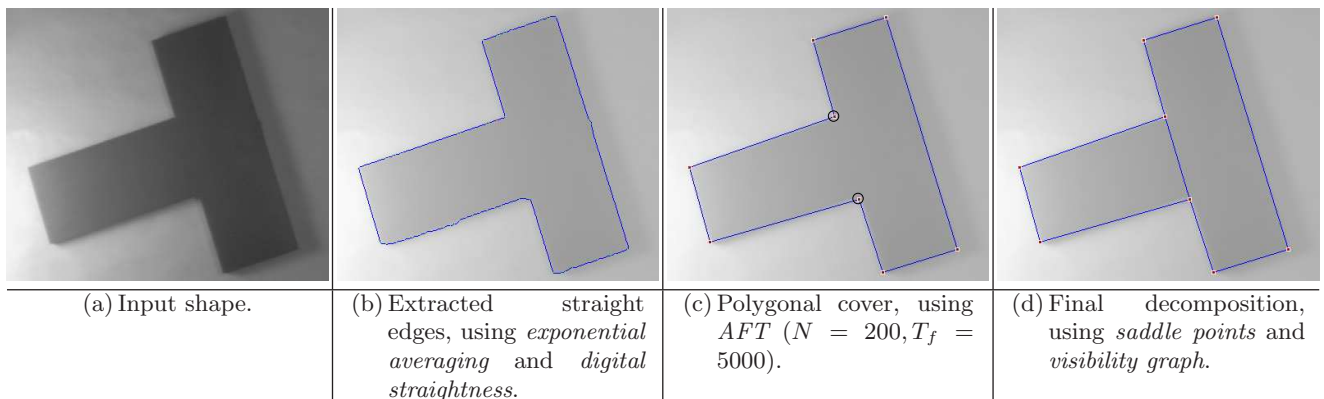 (a) Input shape.
(b) Extracted straight
edges, using exponential
averaging and digital
straightness.
(c) Polygonal cover, using
AFT (N = 200, T_f =
5000).
(d) Final decomposition,
using saddle points and
visibility graph.